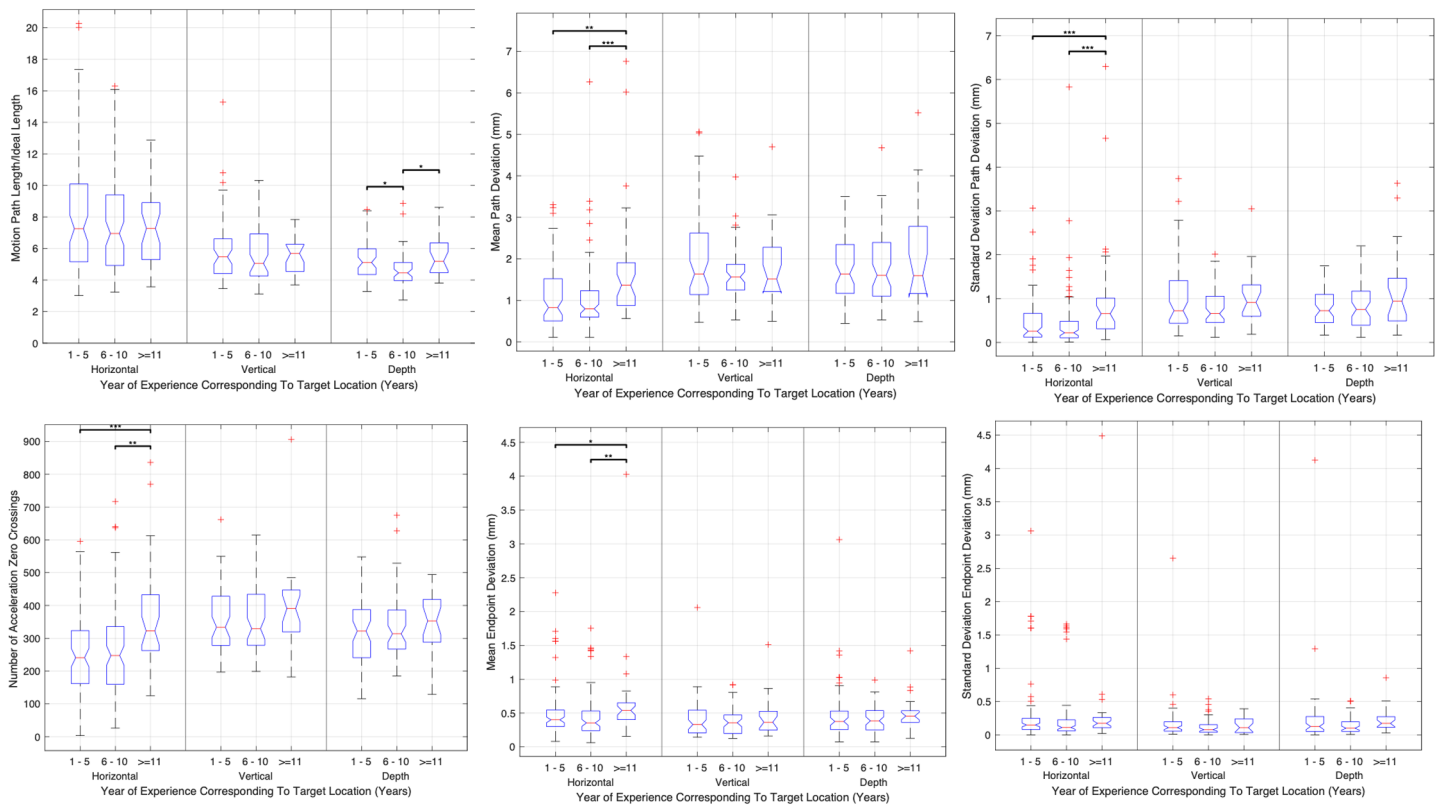 Motion Path Length/Ideal Length
20
18
16
14
12
10
8
6
4
2
0
*
*
1 - 5 6 - 10 >=11 1 - 5 6 - 10 >=11 1 - 5 6 - 10 >=11
Horizontal Vertical Depth
Year of Experience Corresponding To Target Location (Years)
Mean Path Deviation (mm)
7
6
5
4
3
2
1
0
**
***
1 - 5 6 - 10 >=11 1 - 5 6 - 10 >=11 1 - 5 6 - 10 >=11
Horizontal Vertical Depth
Year of Experience Corresponding To Target Location (Years)
Standard Deviation Path Deviation (mm)
7
6
5
4
3
2
1
0
***
***
1 - 5 6 - 10 >=11 1 - 5 6 - 10 >=11 1 - 5 6 - 10 >=11
Horizontal Vertical Depth
Year of Experience Corresponding To Target Location (Years)
Number of Acceleration Zero Crossings
900
800
700
600
500
400
300
200
100
0
***
**
1 - 5 6 - 10 >=11 1 - 5 6 - 10 >=11 1 - 5 6 - 10 >=11
Horizontal Vertical Depth
Year of Experience Corresponding To Target Location (Years)
Mean Endpoint Deviation (mm)
4.5
4
3.5
3
2.5
2
1.5
1
0.5
0
*
**
1 - 5 6 - 10 >=11 1 - 5 6 - 10 >=11 1 - 5 6 - 10 >=11
Horizontal Vertical Depth
Year of Experience Corresponding To Target Location (Years)
Standard Deviation Endpoint Deviation (mm)
4.5
4
3.5
3
2.5
2
1.5
1
0.5
0
1 - 5 6 - 10 >=11 1 - 5 6 - 10 >=11 1 - 5 6 - 10 >=11
Horizontal Vertical Depth
Year of Experience Corresponding To Target Location (Years)